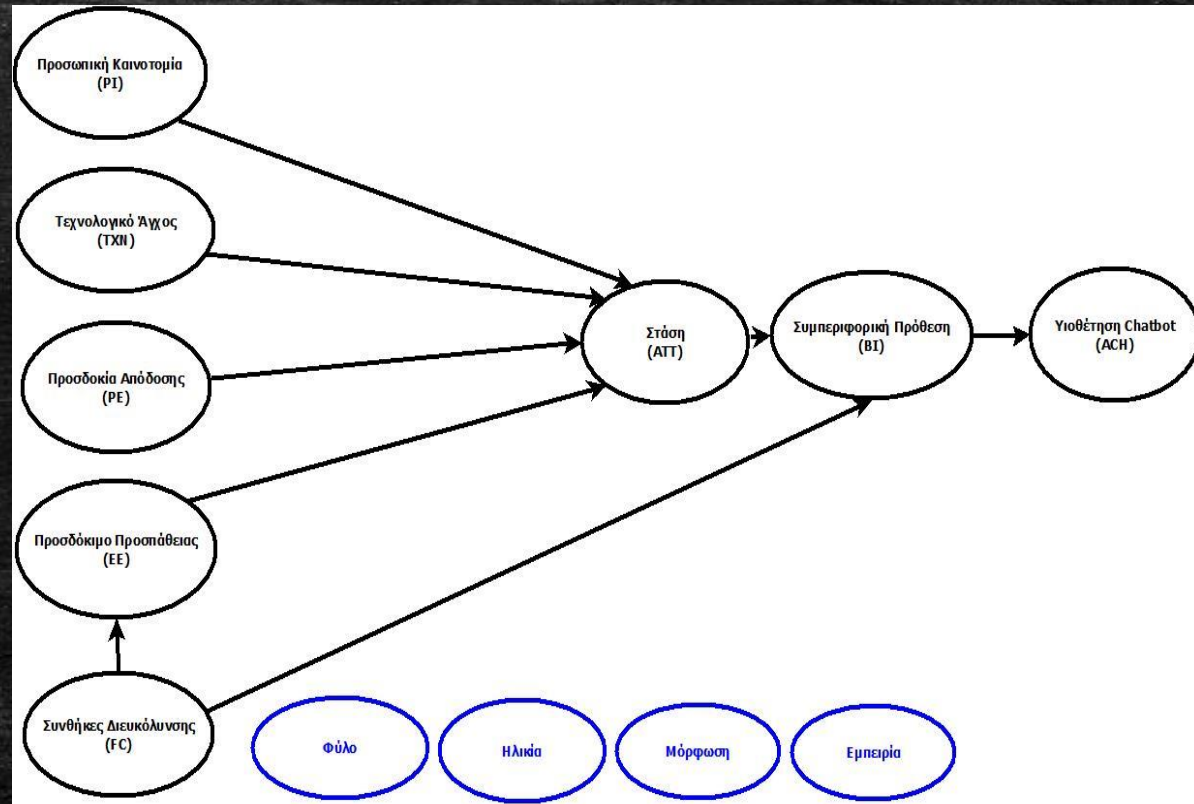 Προσωπική Καινοτομία
(PI)
Τεχνολογικό Άγχος
(TXN)
Προσδοκία Απόδοσης
(PE)
Στάση
(ATT)
Συμπεριφορική Πρόθεση
(BI)
Υιοθέτηση Chatbot
(ACH)
Προσδόκιμο Προσπάθειας
(EE)
Συνθήκες Διευκόλυνσης
(FC)
Φύλο
Ηλικία
Μόρφωση
Εμπειρία